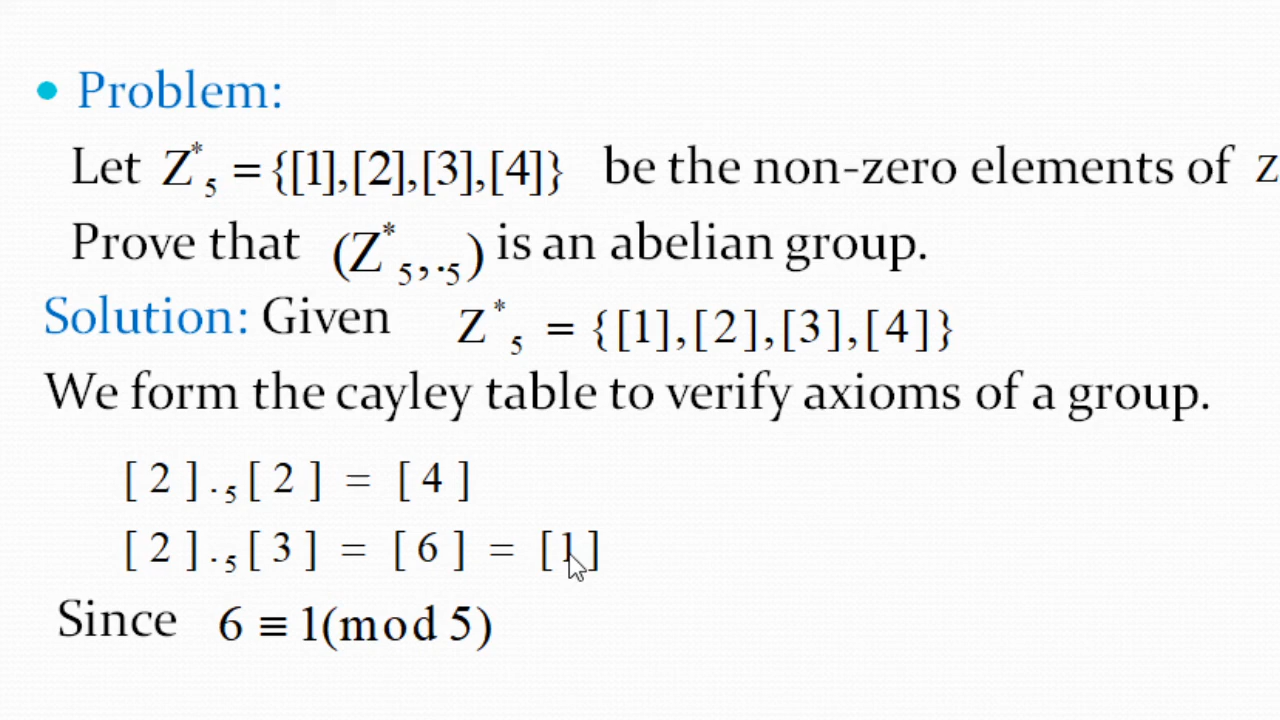 • Problem:
Let Z*₅ = {[1],[2],[3],[4]} be the non-zero elements of Z
Prove that (Z*₅,·₅) is an abelian group.
Solution: Given Z*₅ = {[1],[2],[3],[4]}
We form the cayley table to verify axioms of a group.
[2]·₅[2] = [4]
[2]·₅[3] = [6] = [1]
Since 6 ≡ 1(mod 5)